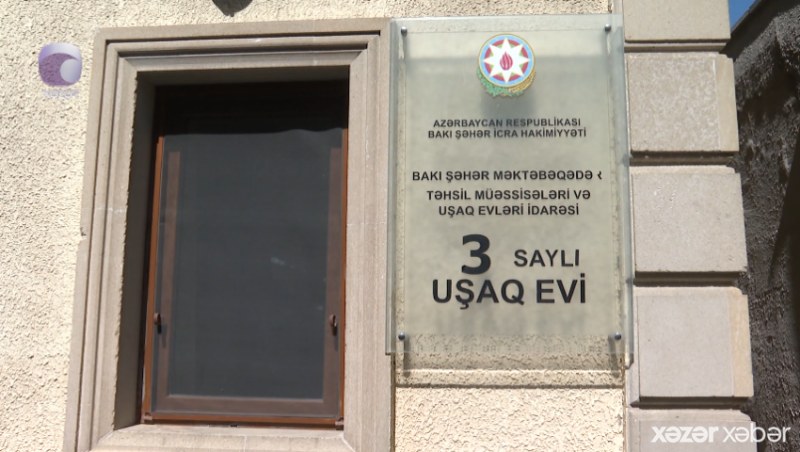 AZƏRBAYCAN RESPUBLİKASI
BAKI ŞƏHƏR İCRA HAKİMİYYƏTİ
BAKI ŞƏHƏR MƏKTƏBƏQƏDƏ
TƏHSİL MÜƏSSİSƏLƏRİ VƏ
UŞAQ EVLƏRİ İDARƏSİ
3 SAYLI
UŞAQ EVİ
xəzər xəbər